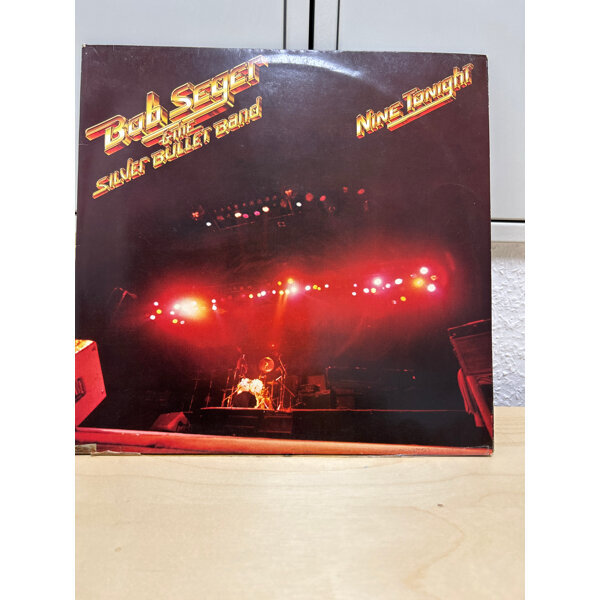 Bob Seger
& THE
SILVER BULLET Band
NINE TONIGHT